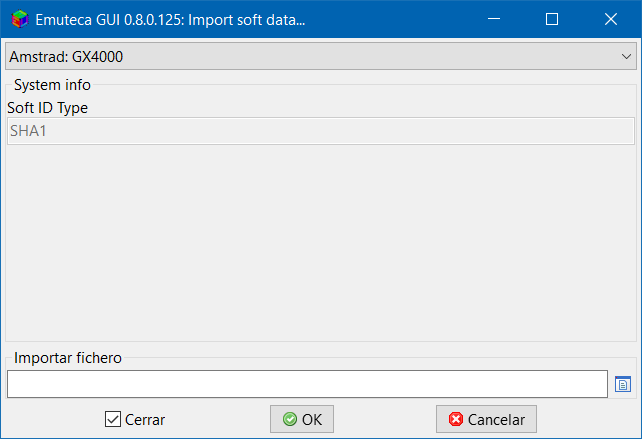 Emuteca GUI 0.8.0.125: Import soft data...
Amstrad: GX4000
System info
Soft ID Type
SHA1
Importar fichero
Cerrar OK Cancelar